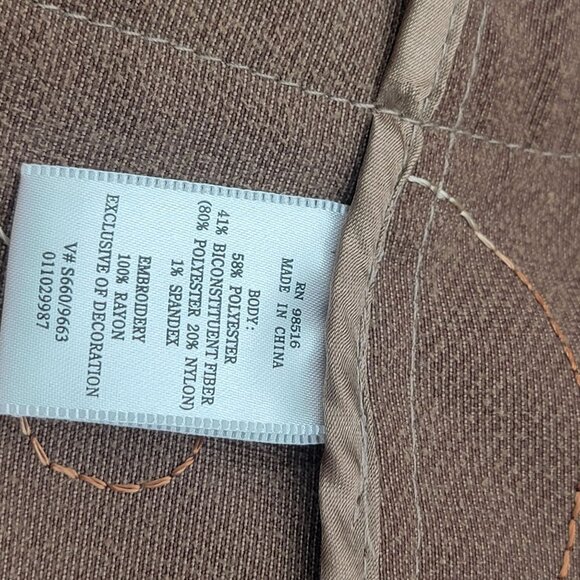 RN 98516
MADE IN CHINA
BODY:
58% POLYESTER
41% BICONSTITUENT FIBER
(80% POLYESTER 20% NYLON)
1% SPANDEX
EMBROIDERY
100% RAYON
EXCLUSIVE OF DECORATION
V# S660/9663
011029987